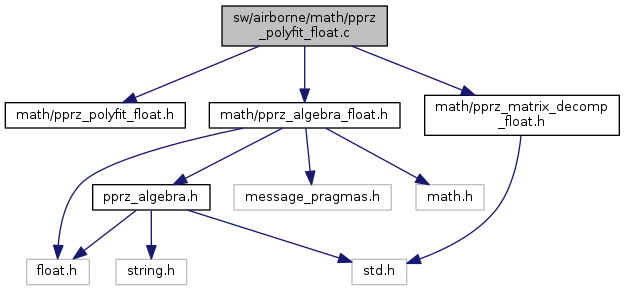 sw/airborne/math/pprz
_polyfit_float.c
math/pprz_polyfit_float.h
math/pprz_algebra_float.h
math/pprz_matrix_decomp
_float.h
pprz_algebra.h
message_pragmas.h
math.h
float.h
string.h
std.h